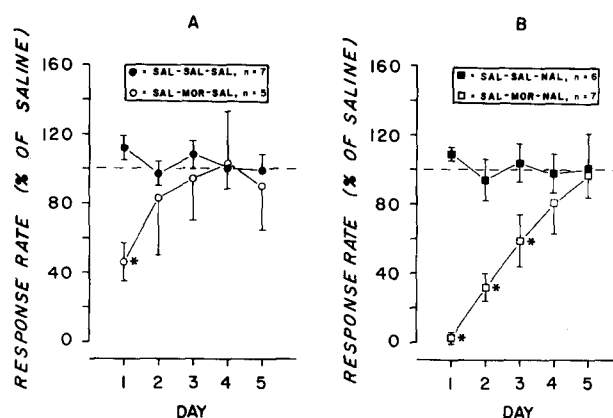 A
RESPONSE RATE (% OF SALINE)
160
120
80
40
0
● = SAL-SAL-SAL, n = 7
○ = SAL-MOR-SAL, n = 5
*
1 2 3 4 5
DAY
B
RESPONSE RATE (% OF SALINE)
160
120
80
40
0
■ = SAL-SAL-NAL, n = 6
□ = SAL-MOR-NAL, n = 7
*
*
*
1 2 3 4 5
DAY